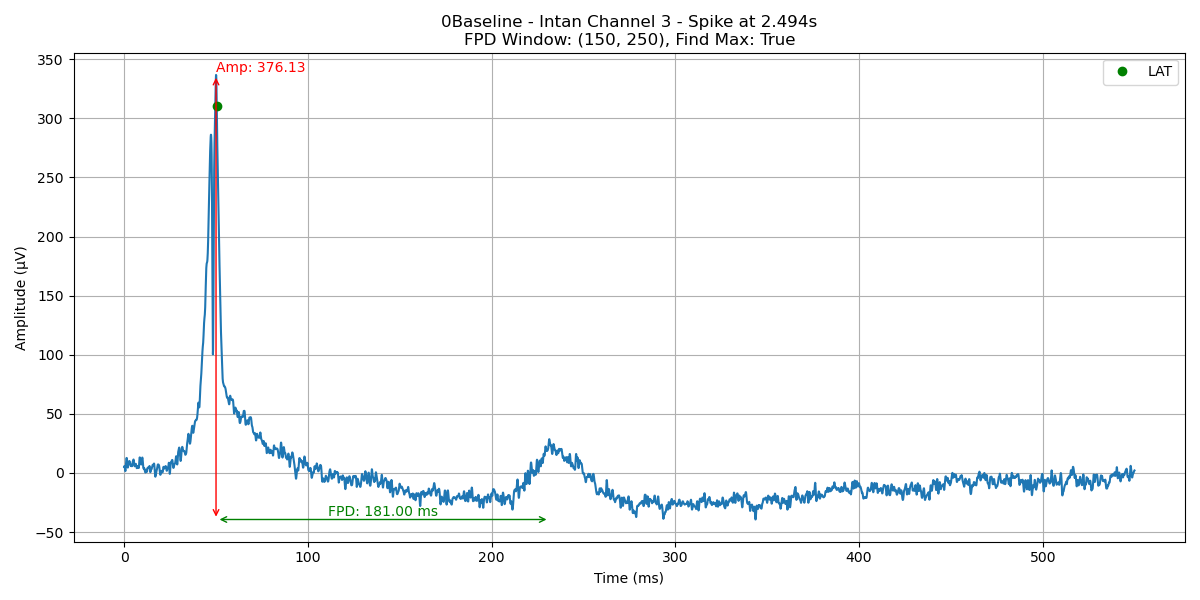 0Baseline - Intan Channel 3 - Spike at 2.494s
FPD Window: (150, 250), Find Max: True
Amp: 376.13
LAT
350
300
250
200
150
100
50
0
−50
Amplitude (μV)
FPD: 181.00 ms
0
100
200
300
400
500
Time (ms)